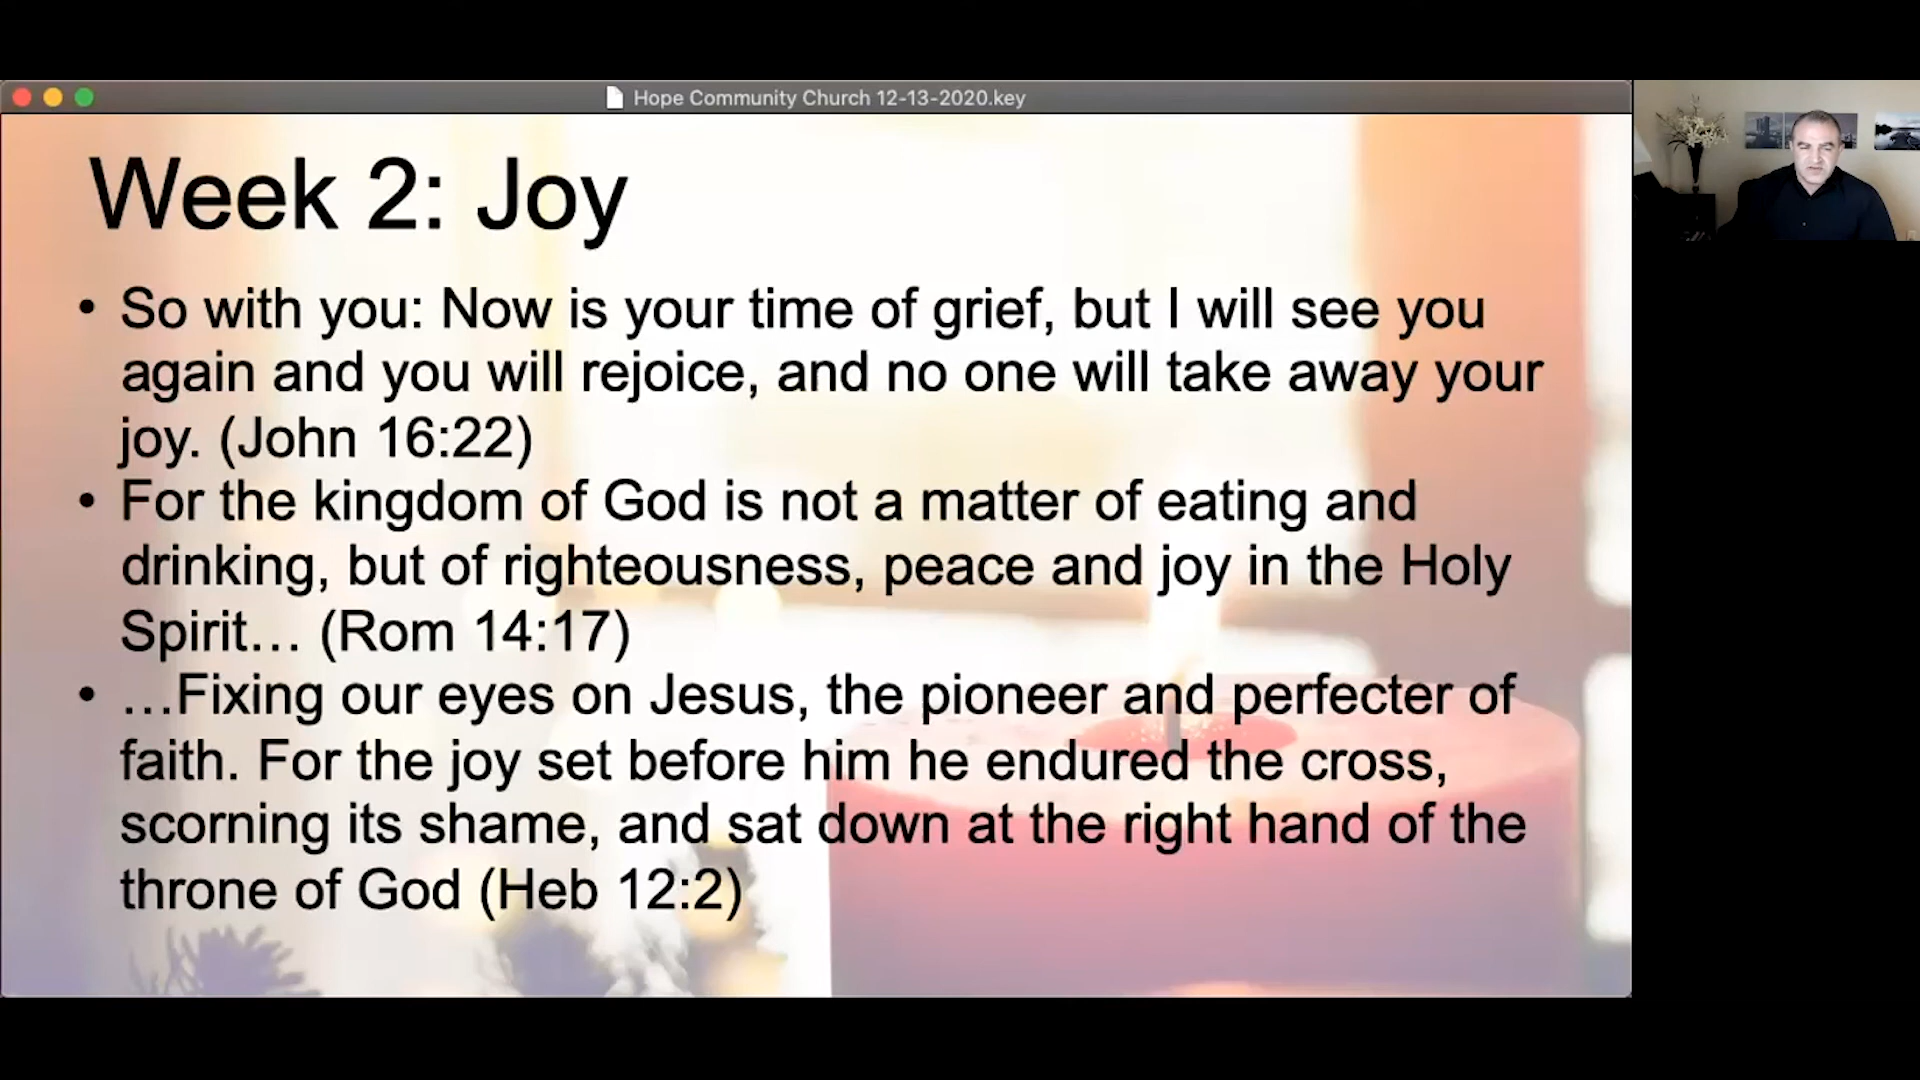 Hope Community Church 12-13-2020.key
Week 2: Joy
• So with you: Now is your time of grief, but I will see you
again and you will rejoice, and no one will take away your
joy. (John 16:22)
• For the kingdom of God is not a matter of eating and
drinking, but of righteousness, peace and joy in the Holy
Spirit… (Rom 14:17)
• …Fixing our eyes on Jesus, the pioneer and perfecter of
faith. For the joy set before him he endured the cross,
scorning its shame, and sat down at the right hand of the
throne of God (Heb 12:2)